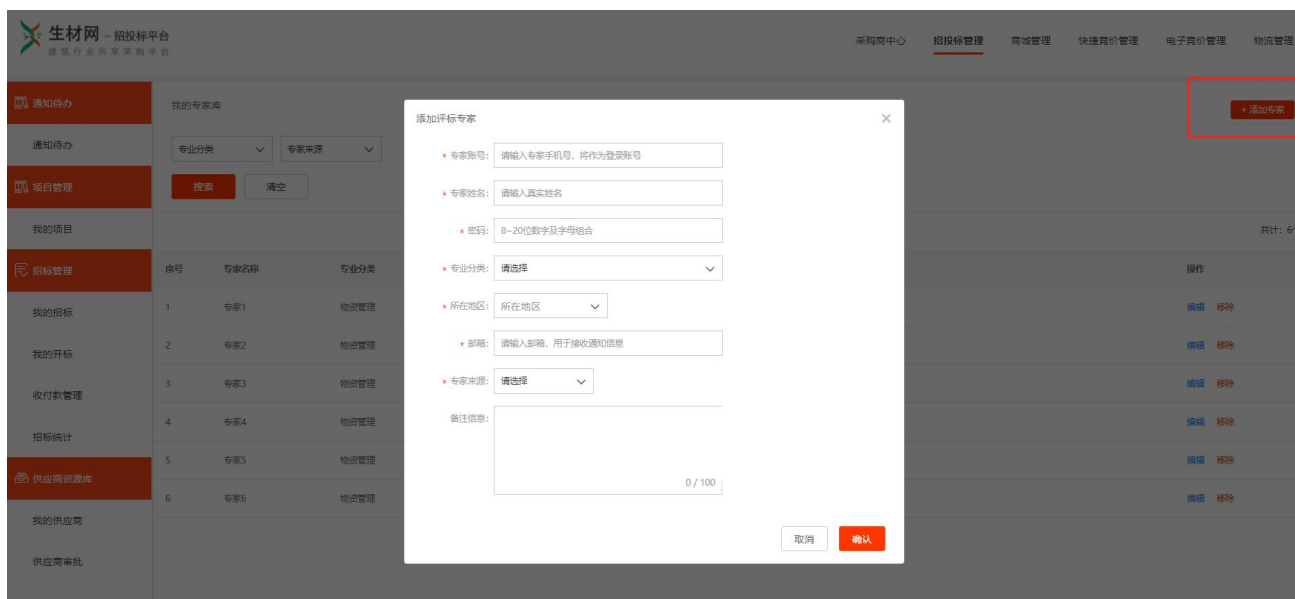 生材网 – 招投标平台
建筑行业共享采购平台
采购商中心 招投标管理 商城管理 快捷竞价管理 电子竞价管理 物流管理
通知待办
通知待办
项目管理
我的项目
招标管理
我的招标
我的开标
收付款管理
招标统计
供应商资源库
我的供应商
供应商审批
我的专家库
+ 添加专家
专业分类 专家来源
搜索 清空
共计：6
序号 专家名称 专业分类 操作
1 专家1 物资管理 编辑 移除
2 专家2 物资管理 编辑 移除
3 专家3 物资管理 编辑 移除
4 专家4 物资管理 编辑 移除
5 专家5 物资管理 编辑 移除
6 专家6 物资管理 编辑 移除
添加评标专家
* 专家账号: 请输入专家手机号，将作为登录账号
* 专家姓名: 请输入真实姓名
* 密码: 8~20位数字及字母组合
* 专业分类: 请选择
* 所在地区: 所在地区
* 邮箱: 请输入邮箱，用于接收通知信息
* 专家来源: 请选择
备注信息:
0 / 100
取消 确认